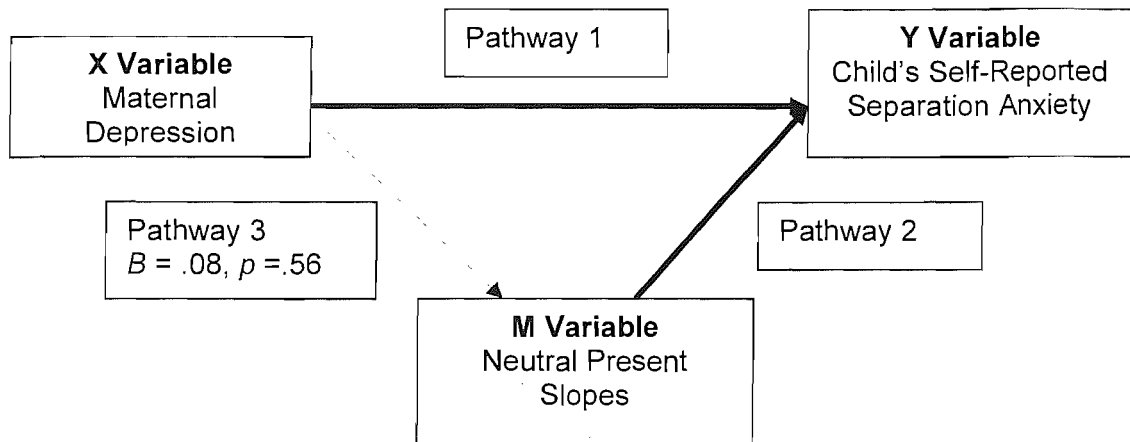 Pathway 1
X Variable
Maternal
Depression
Y Variable
Child's Self-Reported
Separation Anxiety
Pathway 3
B = .08, p =.56
Pathway 2
M Variable
Neutral Present
Slopes